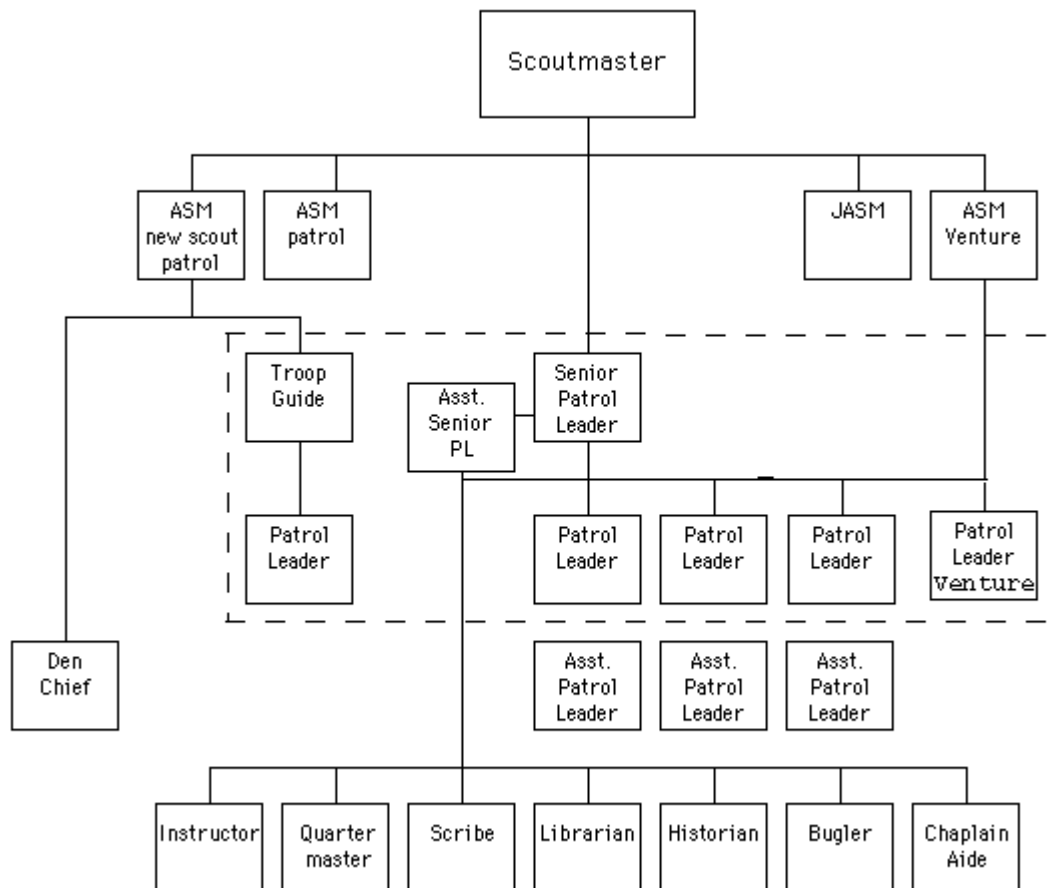 Scoutmaster
ASM
new scout
patrol
ASM
patrol
JASM
ASM
Venture
Troop
Guide
Asst.
Senior
PL
Senior
Patrol
Leader
Patrol
Leader
Patrol
Leader
Patrol
Leader
Patrol
Leader
Patrol
Leader
Venture
Den
Chief
Asst.
Patrol
Leader
Asst.
Patrol
Leader
Asst.
Patrol
Leader
Instructor
Quarter
master
Scribe
Librarian
Historian
Bugler
Chaplain
Aide